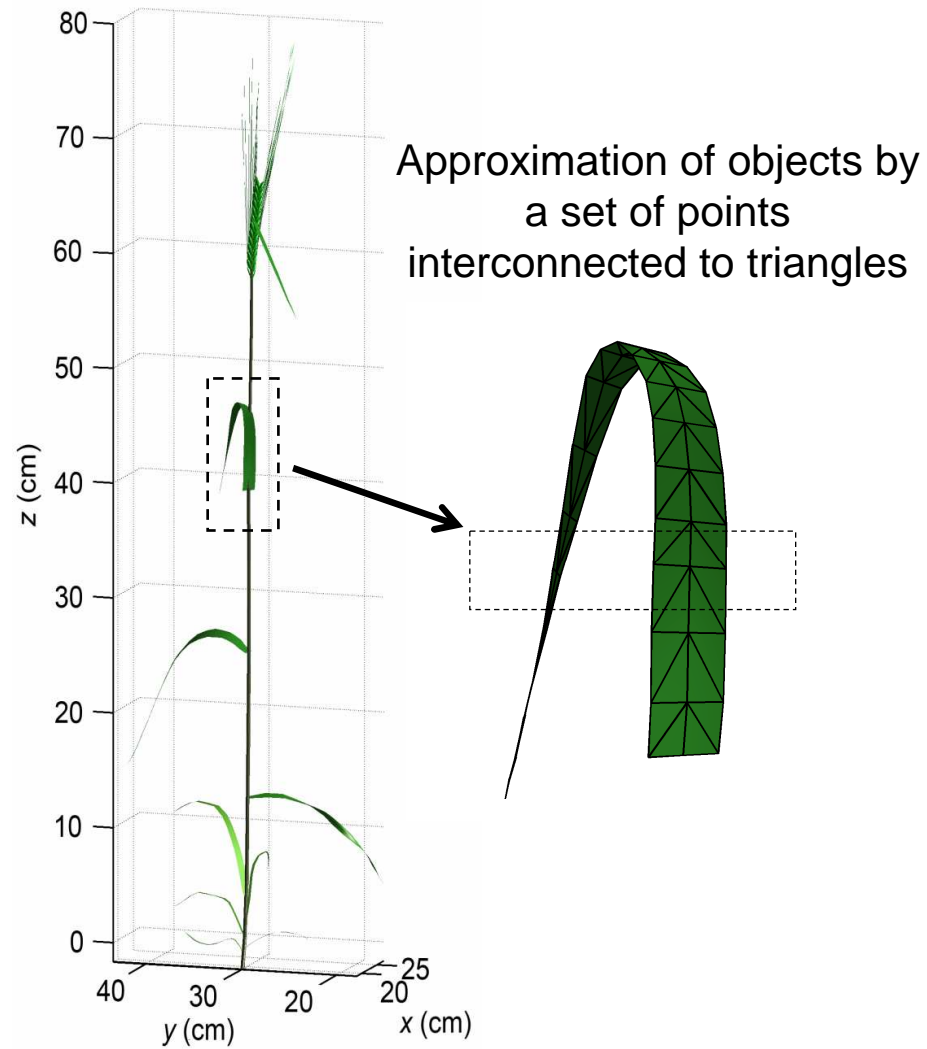 80
70
60
50
40
30
20
10
0
z (cm)
40
30
20
y (cm)
25
20
x (cm)
Approximation of objects by
a set of points
interconnected to triangles